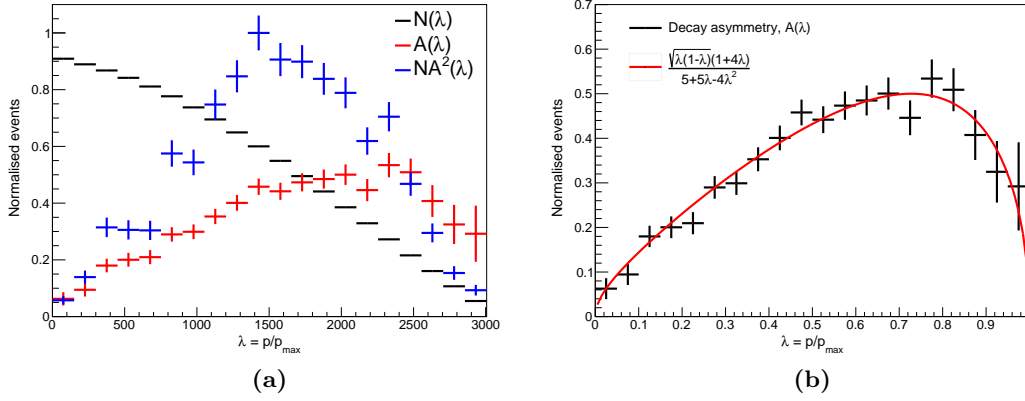 N(λ)
A(λ)
NA²(λ)
Normalised events
1
0.8
0.6
0.4
0.2
0
0 500 1000 1500 2000 2500 3000
λ = p/p_max
(a)
0.7
0.6
0.5
0.4
0.3
0.2
0.1
0
Normalised events
Decay asymmetry, A(λ)
√λ(1-λ)(1+4λ)
5+5λ-4λ²
0 0.1 0.2 0.3 0.4 0.5 0.6 0.7 0.8 0.9
λ = p/p_max
(b)